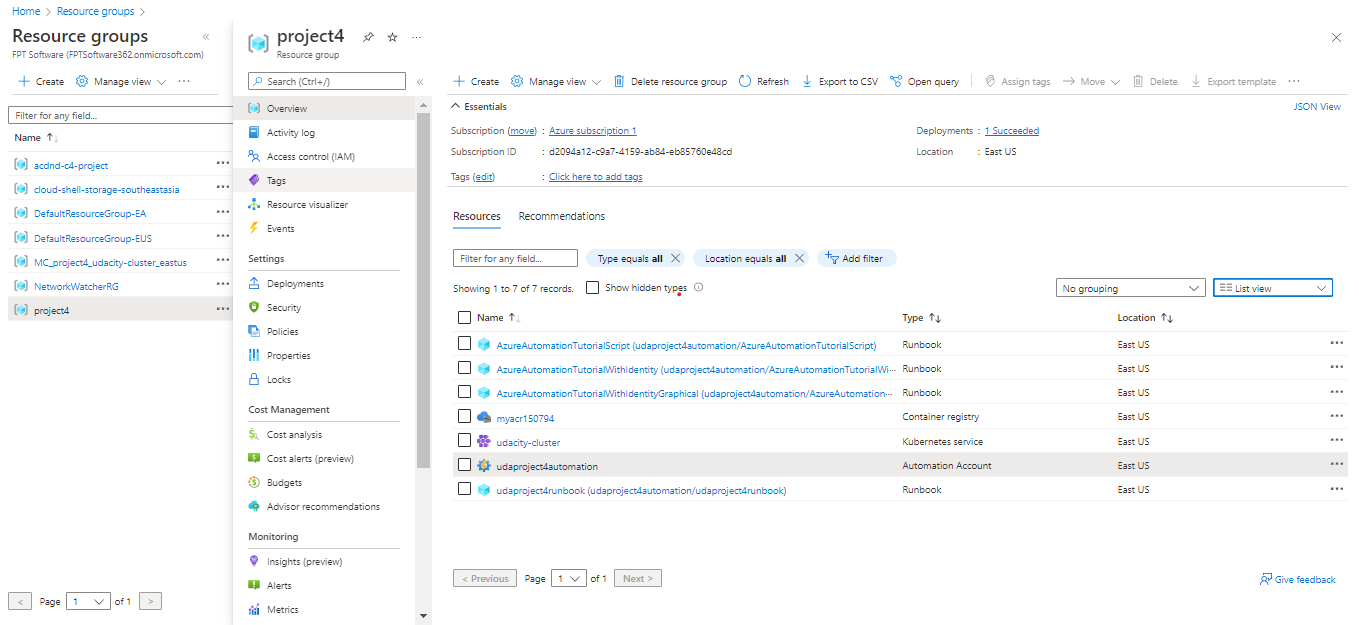 Home > Resource groups >
Resource groups
FPT Software (FPTSoftware362.onmicrosoft.com)
Create Manage view ...
Filter for any field...
Name
acdnd-c4-project
cloud-shell-storage-southeastasia
DefaultResourceGroup-EA
DefaultResourceGroup-EUS
MC_project4_udacity-cluster_eastus
NetworkWatcherRG
project4
< Page 1 of 1 >
project4
Resource group
Search (Ctrl+/)
Overview
Activity log
Access control (IAM)
Tags
Resource visualizer
Events
Settings
Deployments
Security
Policies
Properties
Locks
Cost Management
Cost analysis
Cost alerts (preview)
Budgets
Advisor recommendations
Monitoring
Insights (preview)
Alerts
Metrics
Create Manage view Delete resource group Refresh Export to CSV Open query Assign tags Move Delete Export template ...
Essentials JSON View
Subscription (move) : Azure subscription 1 Deployments : 1 Succeeded
Subscription ID : d2094a12-c9a7-4159-ab84-eb85760e48cd Location : East US
Tags (edit) : Click here to add tags
Resources Recommendations
Filter for any field... Type equals all Location equals all Add filter
Showing 1 to 7 of 7 records. Show hidden types No grouping List view
Name Type Location
AzureAutomationTutorialScript (udaproject4automation/AzureAutomationTutorialScript) Runbook East US
AzureAutomationTutorialWithIdentity (udaproject4automation/AzureAutomationTutorialWi... Runbook East US
AzureAutomationTutorialWithIdentityGraphical (udaproject4automation/AzureAutomation... Runbook East US
myacr150794 Container registry East US
udacity-cluster Kubernetes service East US
udaproject4automation Automation Account East US
udaproject4runbook (udaproject4automation/udaproject4runbook) Runbook East US
< Previous Page 1 of 1 Next >
Give feedback